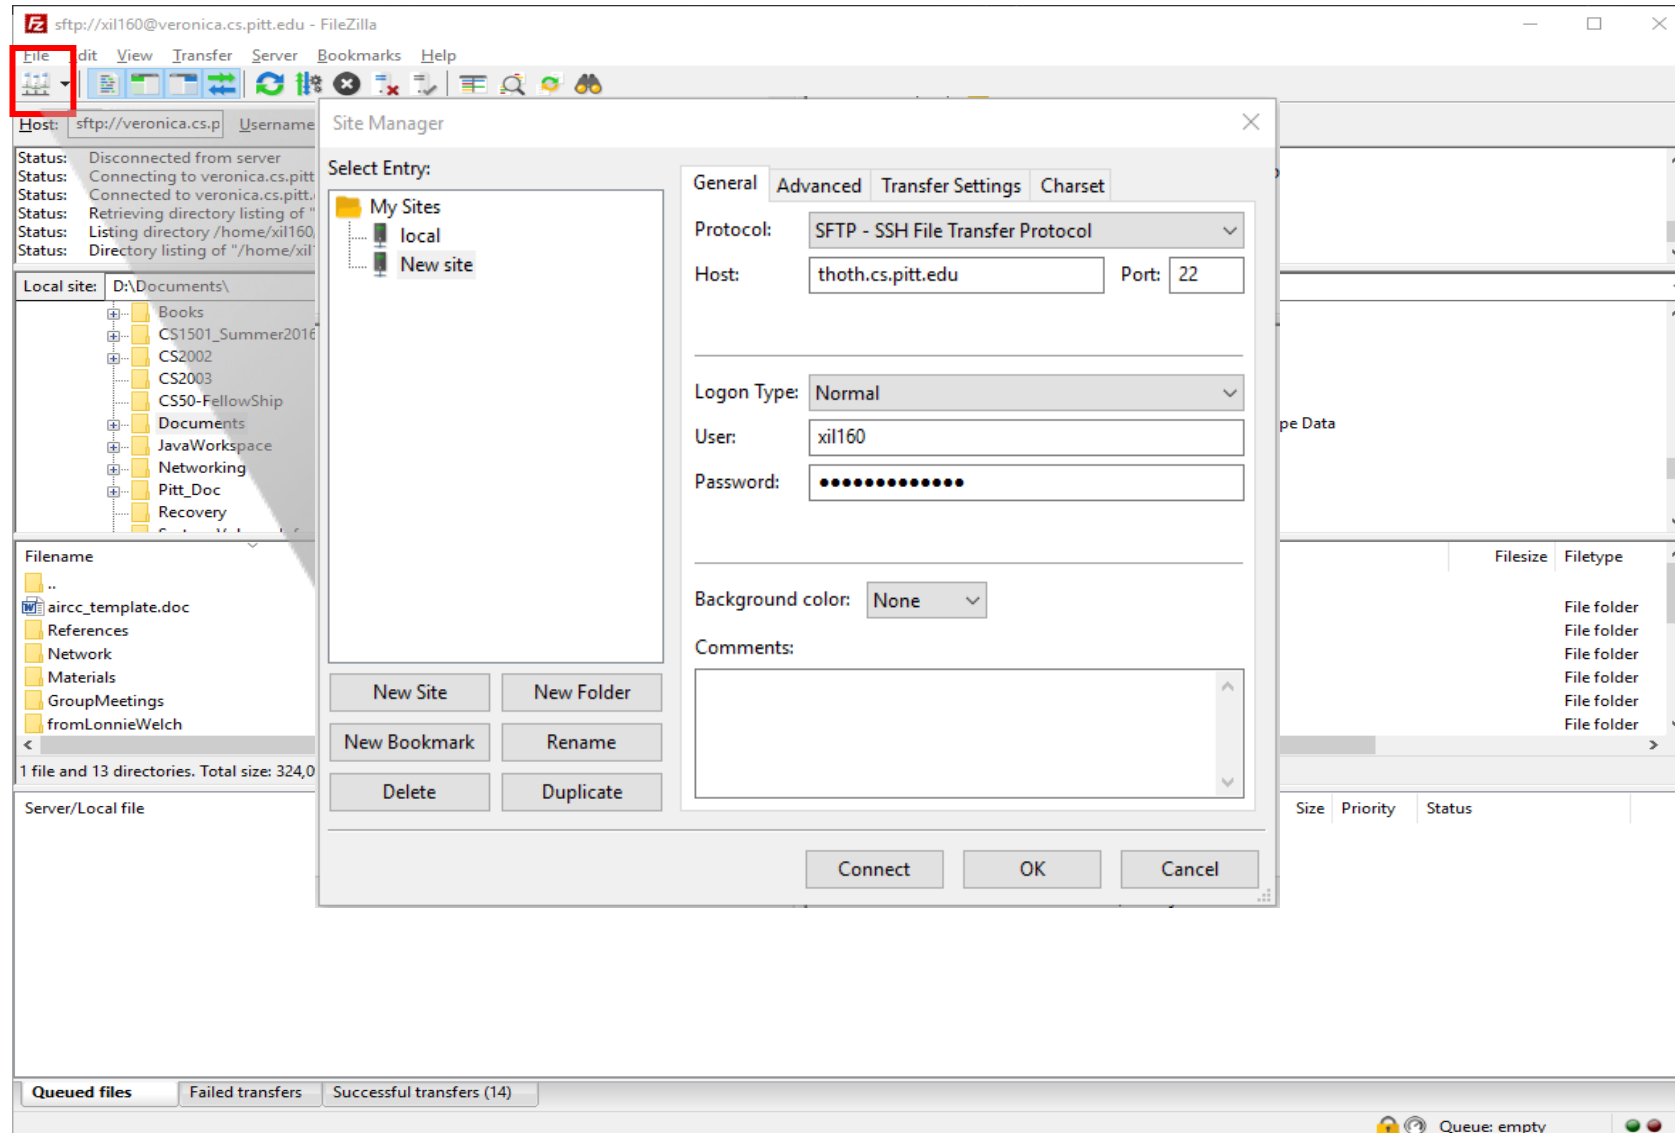 sftp://xil160@veronica.cs.pitt.edu - FileZilla
File Edit View Transfer Server Bookmarks Help
Host: sftp://veronica.cs.p Username
Status: Disconnected from server
Status: Connecting to veronica.cs.pitt
Status: Connected to veronica.cs.pitt.
Status: Retrieving directory listing of "
Status: Listing directory /home/xil160/
Status: Directory listing of "/home/xil
Local site: D:\Documents\
Books
CS1501_Summer2016
CS2002
CS2003
CS50-FellowShip
Documents
JavaWorkspace
Networking
Pitt_Doc
Recovery
Filename
..
aircc_template.doc
References
Network
Materials
GroupMeetings
fromLonnieWelch
1 file and 13 directories. Total size: 324,0
Server/Local file
Site Manager
Select Entry:
My Sites
local
New site
New Site New Folder
New Bookmark Rename
Delete Duplicate
General Advanced Transfer Settings Charset
Protocol: SFTP - SSH File Transfer Protocol
Host: thoth.cs.pitt.edu Port: 22
Logon Type: Normal
User: xil160
Password: ●●●●●●●●●●●●●
Background color: None
Comments:
Connect OK Cancel
pe Data
Filesize Filetype
File folder
File folder
File folder
File folder
File folder
File folder
Size Priority Status
Queued files Failed transfers Successful transfers (14)
Queue: empty